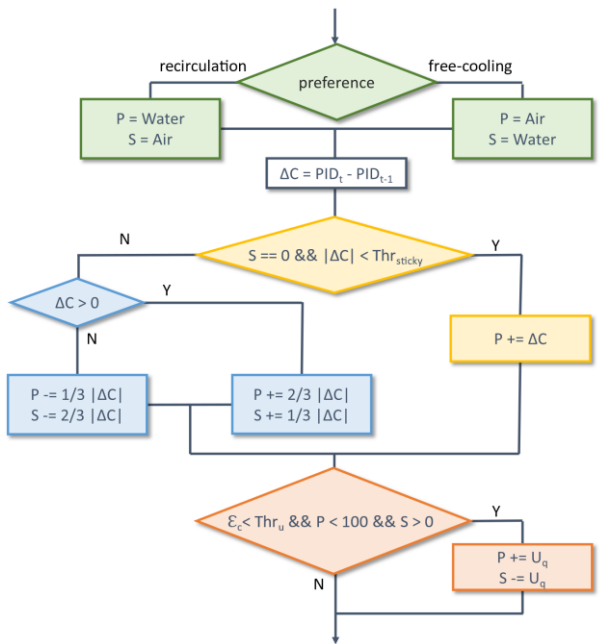 recirculation
free-cooling
preference
P = Water
S = Air
P = Air
S = Water
ΔC = PIDₜ - PIDₜ₋₁
N
S == 0 && |ΔC| < Thrsticky
Y
ΔC > 0
Y
P += ΔC
N
P -= 1/3 |ΔC|
S -= 2/3 |ΔC|
P += 2/3 |ΔC|
S += 1/3 |ΔC|
Ɛc < Thru && P < 100 && S > 0
Y
P += Uq
S -= Uq
N